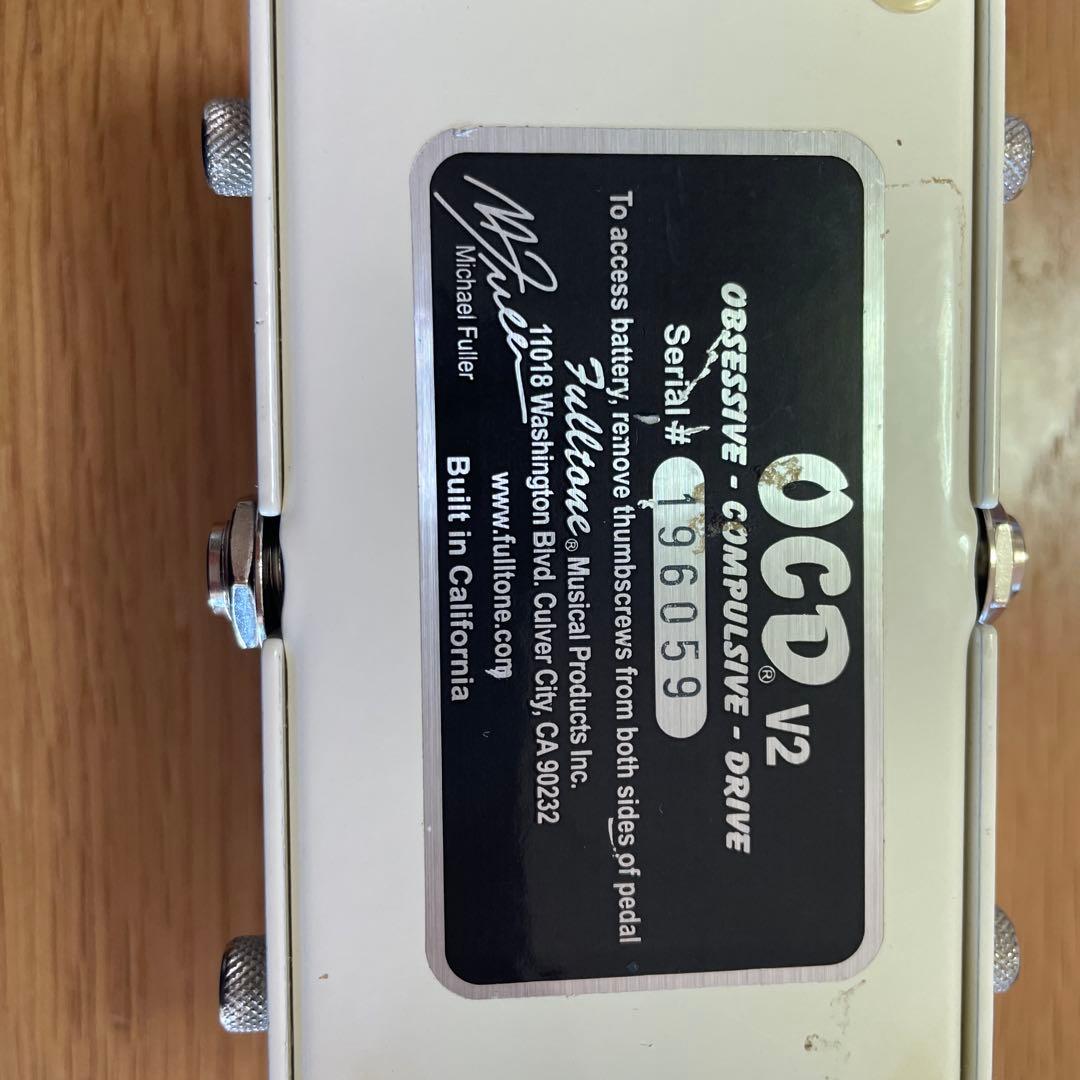 OCD® V2
OBSESSIVE - COMPULSIVE - DRIVE
Serial # 196059
To access battery, remove thumbscrews from both sides of pedal
Fulltone® Musical Products Inc.
11018 Washington Blvd. Culver City, CA 90232
www.fulltone.com
MFuller
Michael Fuller
Built in California